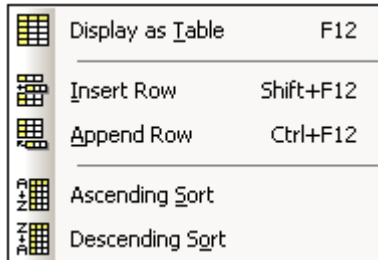 Display as Table F12
Insert Row Shift+F12
Append Row Ctrl+F12
Ascending Sort
Descending Sort